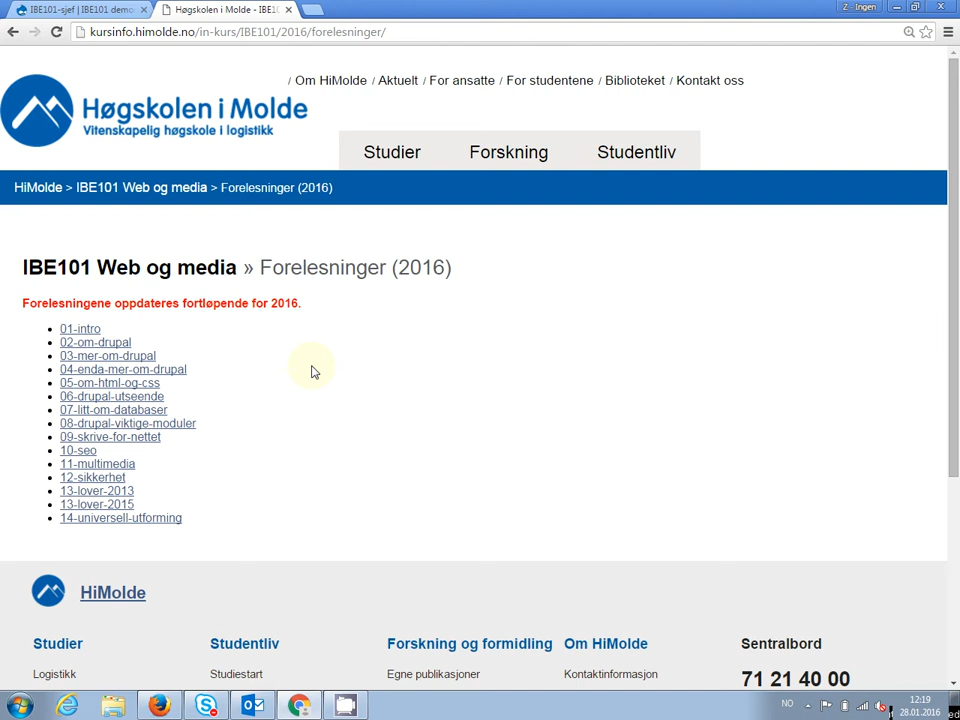 IBE101-sjef | IBE101 demo
Høgskolen i Molde - IBE10
Ingen
kursinfo.himolde.no/in-kurs/IBE101/2016/forelesninger/
/ Om HiMolde / Aktuelt / For ansatte / For studentene / Biblioteket / Kontakt oss
Høgskolen i Molde
Vitenskapelig høgskole i logistikk
Studier Forskning Studentliv
HiMolde > IBE101 Web og media > Forelesninger (2016)
IBE101 Web og media » Forelesninger (2016)
Forelesningene oppdateres fortløpende for 2016.
01-intro
02-om-drupal
03-mer-om-drupal
04-enda-mer-om-drupal
05-om-html-og-css
06-drupal-utseende
07-litt-om-databaser
08-drupal-viktige-moduler
09-skrive-for-nettet
10-seo
11-multimedia
12-sikkerhet
13-lover-2013
13-lover-2015
14-universell-utforming
HiMolde
Studier Studentliv Forskning og formidling Om HiMolde Sentralbord
Logistikk Studiestart Egne publikasjoner Kontaktinformasjon 71 21 40 00
NO
12:19
28.01.2016